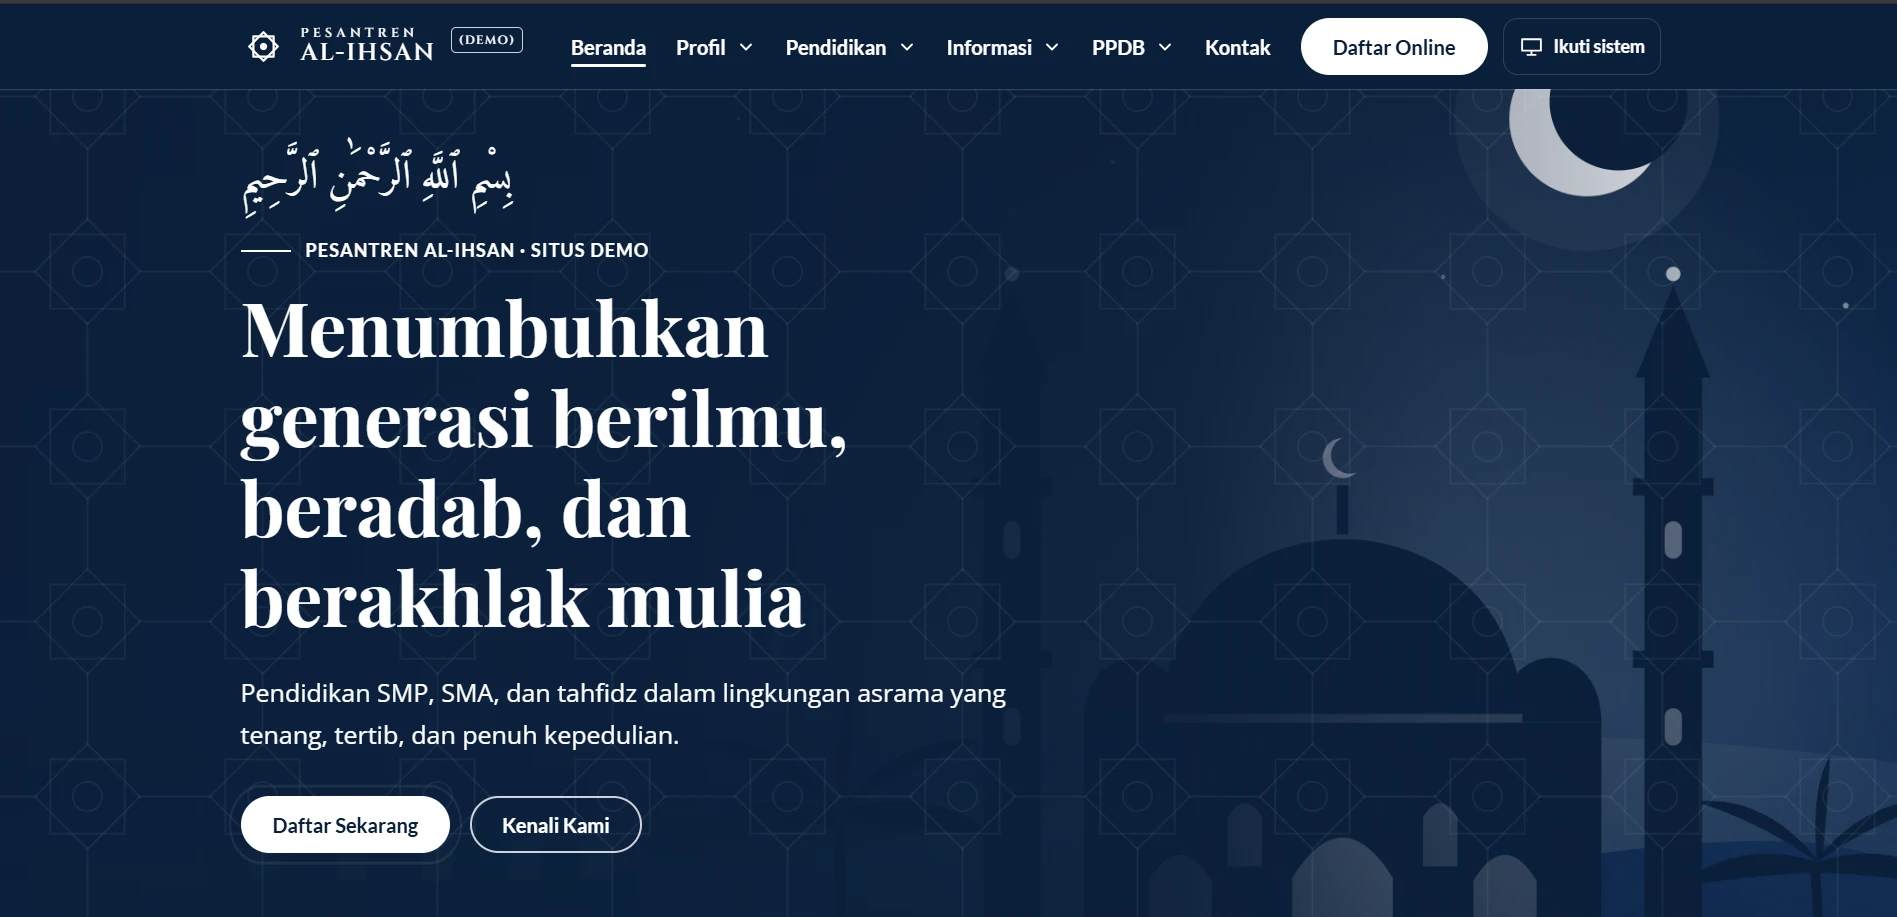 PESANTREN
AL-IHSAN
(DEMO)
Beranda
Profil
Pendidikan
Informasi
PPDB
Kontak
Daftar Online
Ikuti sistem
بِسْمِ ٱللَّهِ ٱلرَّحْمَٰنِ ٱلرَّحِيمِ
PESANTREN AL-IHSAN · SITUS DEMO
Menumbuhkan
generasi berilmu,
beradab, dan
berakhlak mulia
Pendidikan SMP, SMA, dan tahfidz dalam lingkungan asrama yang
tenang, tertib, dan penuh kepedulian.
Daftar Sekarang
Kenali Kami